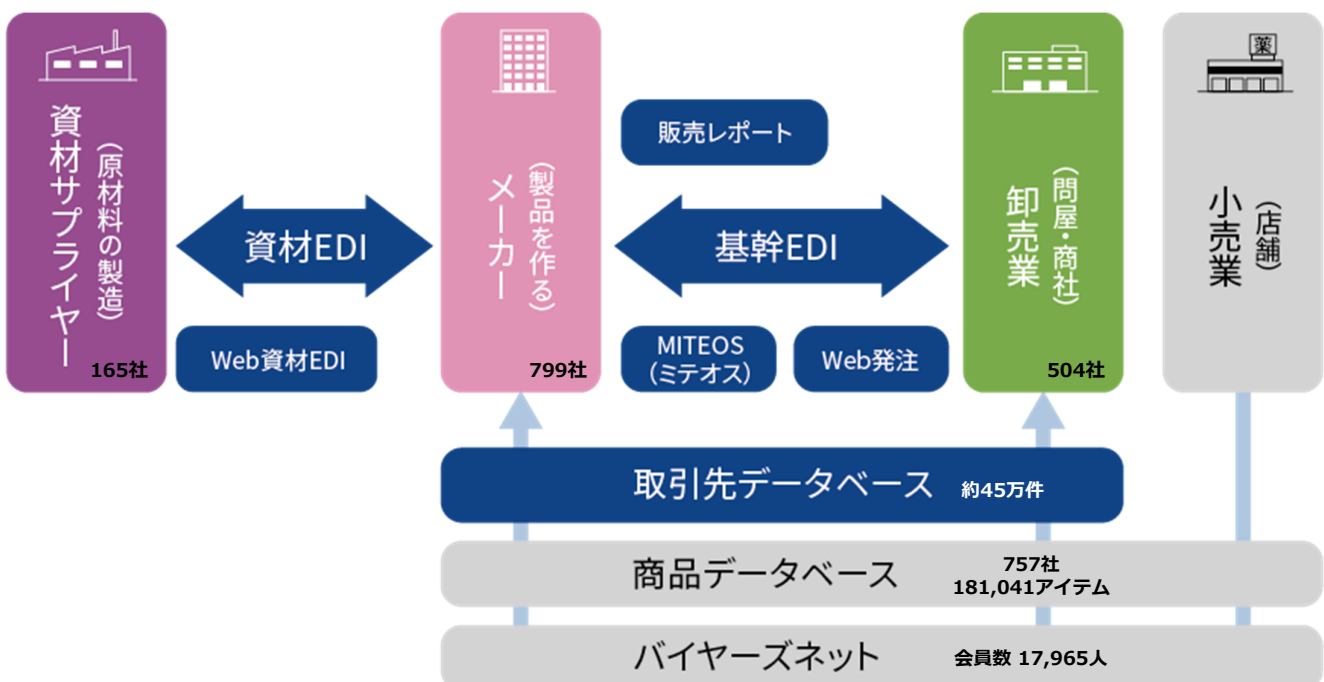 資材サプライヤー
（原材料の製造）
165社
資材EDI
Web資材EDI
メーカー
（製品を作る）
799社
販売レポート
基幹EDI
MITEOS
（ミテオス）
Web発注
卸売業
（問屋・商社）
504社
薬
小売業
（店舗）
取引先データベース 約45万件
商品データベース
757社
181,041アイテム
バイヤーズネット 会員数 17,965人